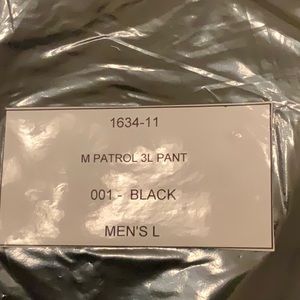 1634-11
M PATROL 3L PANT
001 - BLACK
MEN'S L